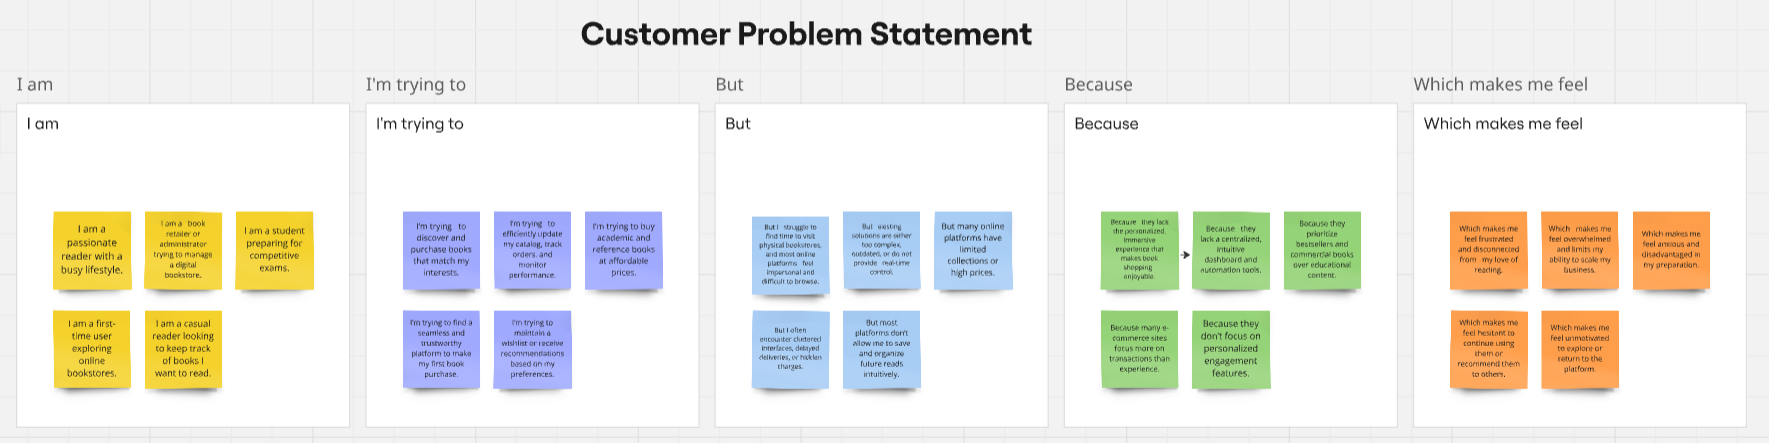 Customer Problem Statement
I am
I'm trying to
But
Because
Which makes me feel
I am
I am a
passionate
reader with a
busy lifestyle.
I am a book
retailer or
administrator
trying to manage
a digital
bookstore.
I am a student
preparing for
competitive
exams.
I am a first-
time user
exploring
online
bookstores.
I am a casual
reader looking
to keep track
of books I
want to read.
I'm trying to
I'm trying to
discover and
purchase books
that match my
interests.
I'm trying to
efficiently update
my catalog, track
orders, and
monitor
performance.
I'm trying to buy
academic and
reference books
at affordable
prices.
I'm trying to find a
seamless and
trustworthy
platform to make
my first book
purchase.
I'm trying to
maintain a
wishlist or receive
recommendations
based on my
preferences.
But
But I struggle to
find time to visit
physical bookstores,
and most online
platforms feel
impersonal and
difficult to browse.
But existing
solutions are either
too complex,
outdated, or do not
provide real-time
control.
But many online
platforms have
limited
collections or
high prices.
But I often
encounter cluttered
interfaces, delayed
deliveries, or hidden
charges.
But most
platforms don't
allow me to save
and organize
future reads
intuitively.
Because
Because they lack
the personalized,
immersive
experience that
makes book
shopping
enjoyable.
Because they
lack a centralized,
intuitive
dashboard and
automation tools.
Because they
prioritize
bestsellers and
commercial books
over educational
content.
Because many e-
commerce sites
focus more on
transactions than
experience.
Because they
don't focus on
personalized
engagement
features.
Which makes me feel
Which makes me
feel frustrated
and disconnected
from my love of
reading.
Which makes me
feel overwhelmed
and limits my
ability to scale my
business.
Which makes me
feel anxious and
disadvantaged in
my preparation.
Which makes me
feel hesitant to
continue using
them or
recommend them
to others.
Which makes me
feel unmotivated
to explore or
return to the
platform.